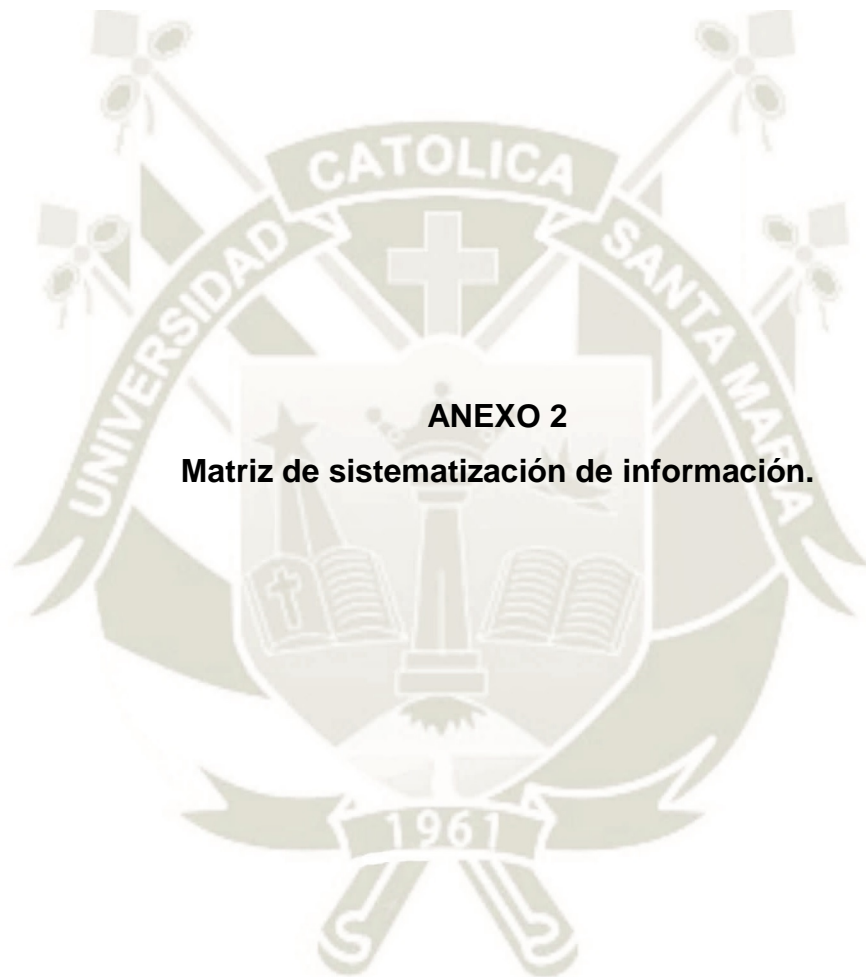 UNIVERSIDAD CATOLICA SANTA MARIA
ANEXO 2
Matriz de sistematización de información.
1961